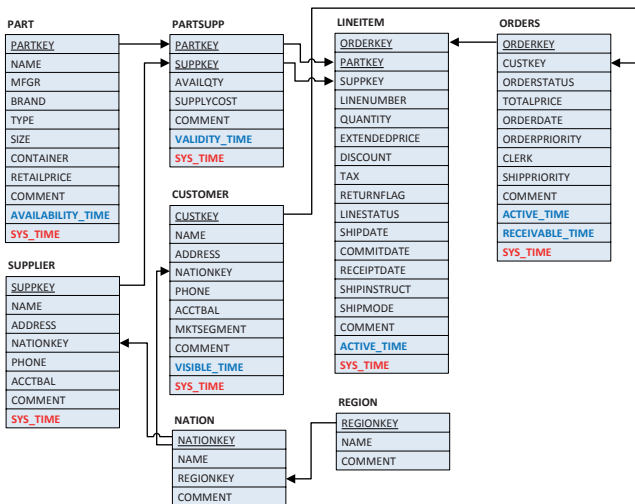 PART
PARTKEY
NAME
MFGR
BRAND
TYPE
SIZE
CONTAINER
RETAILPRICE
COMMENT
AVAILABILITY_TIME
SYS_TIME
PARTSUPP
PARTKEY
SUPPKEY
AVAILQTY
SUPPLYCOST
COMMENT
VALIDITY_TIME
SYS_TIME
LINEITEM
ORDERKEY
PARTKEY
SUPPKEY
LINENUMBER
QUANTITY
EXTENDEDPRICE
DISCOUNT
TAX
RETURNFLAG
LINESTATUS
SHIPDATE
COMMITDATE
RECEIPTDATE
SHIPINSTRUCT
SHIPMODE
COMMENT
ACTIVE_TIME
SYS_TIME
ORDERS
ORDERKEY
CUSTKEY
ORDERSTATUS
TOTALPRICE
ORDERDATE
ORDERPRIORITY
CLERK
SHIPPRIORITY
COMMENT
ACTIVE_TIME
RECEIVABLE_TIME
SYS_TIME
CUSTOMER
CUSTKEY
NAME
ADDRESS
NATIONKEY
PHONE
ACCTBAL
MKTSEGMENT
COMMENT
VISIBLE_TIME
SYS_TIME
SUPPLIER
SUPPKEY
NAME
ADDRESS
NATIONKEY
PHONE
ACCTBAL
COMMENT
SYS_TIME
NATION
NATIONKEY
NAME
REGIONKEY
COMMENT
REGION
REGIONKEY
NAME
COMMENT